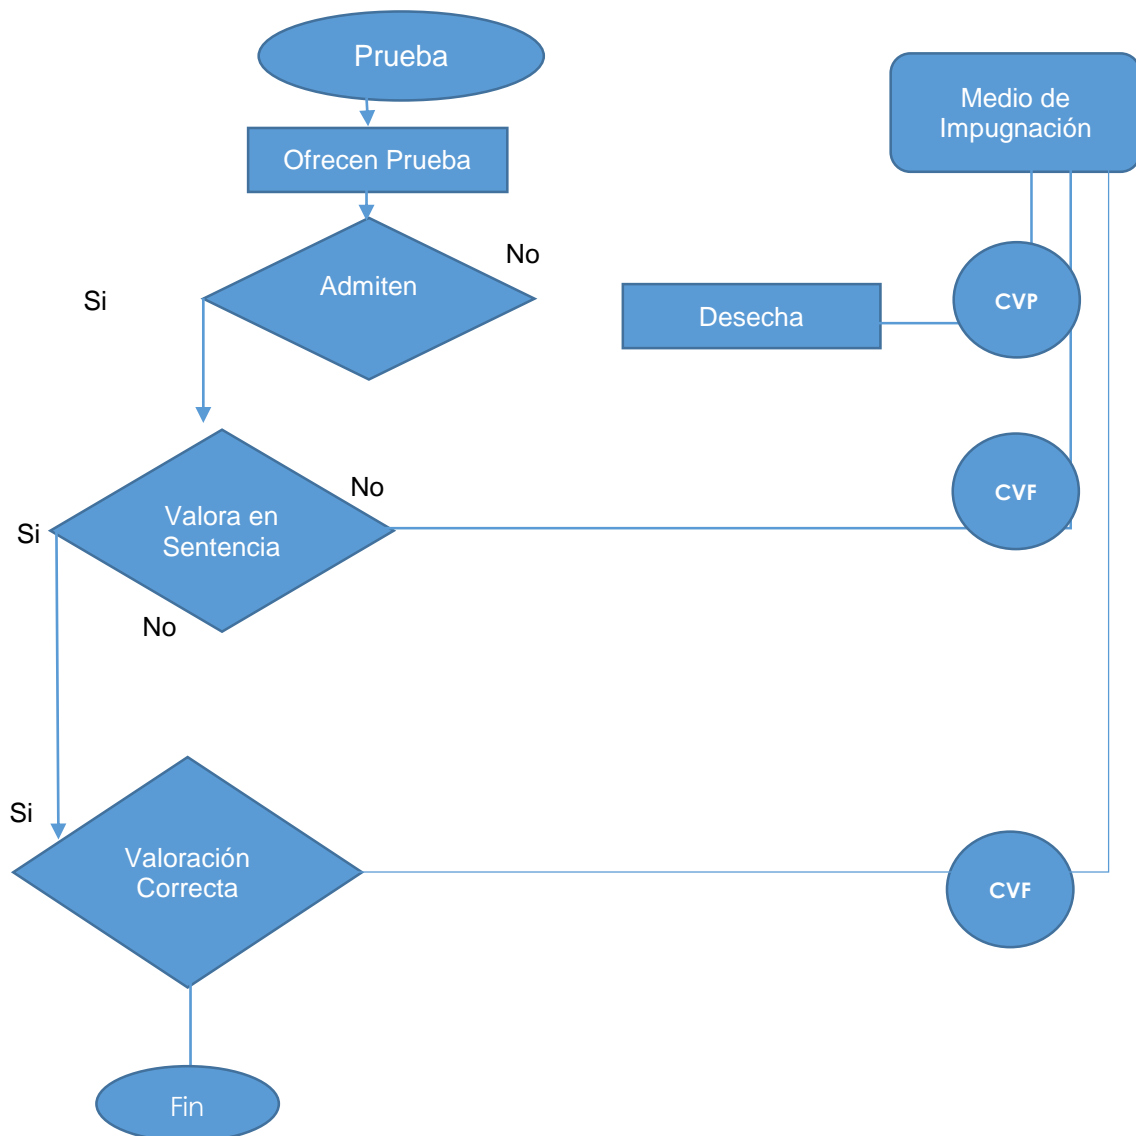 Prueba
Medio de
Impugnación
Ofrecen Prueba
No
Admiten
Si
CVP
Desecha
No
CVF
Valora en
Sentencia
Si
No
Si
Valoración
Correcta
CVF
Fin